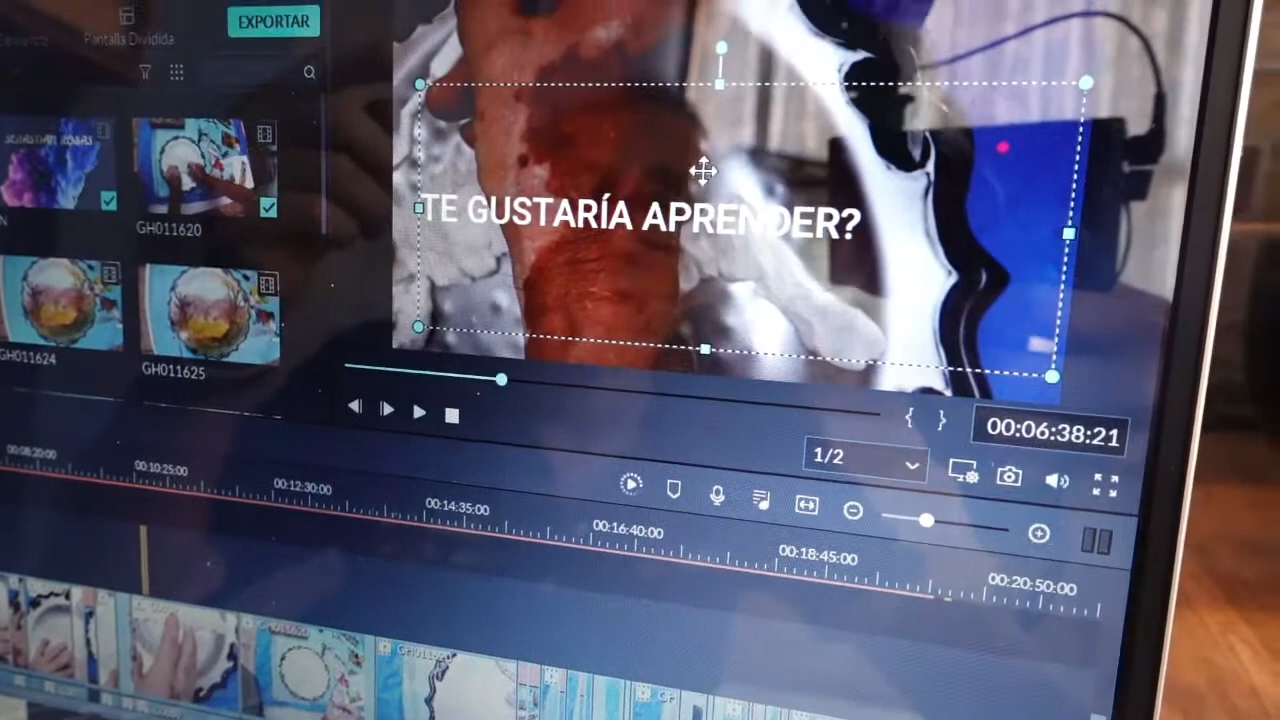 Pantalla Dividida
EXPORTAR
SEBASTIAN ROSAS
N
GH011620
GH011624
GH011625
TE GUSTARÍA APRENDER?
{ }
00:06:38:21
1/2
00:08:20:00
00:10:25:00
00:12:30:00
00:14:35:00
00:16:40:00
00:18:45:00
00:20:50:00